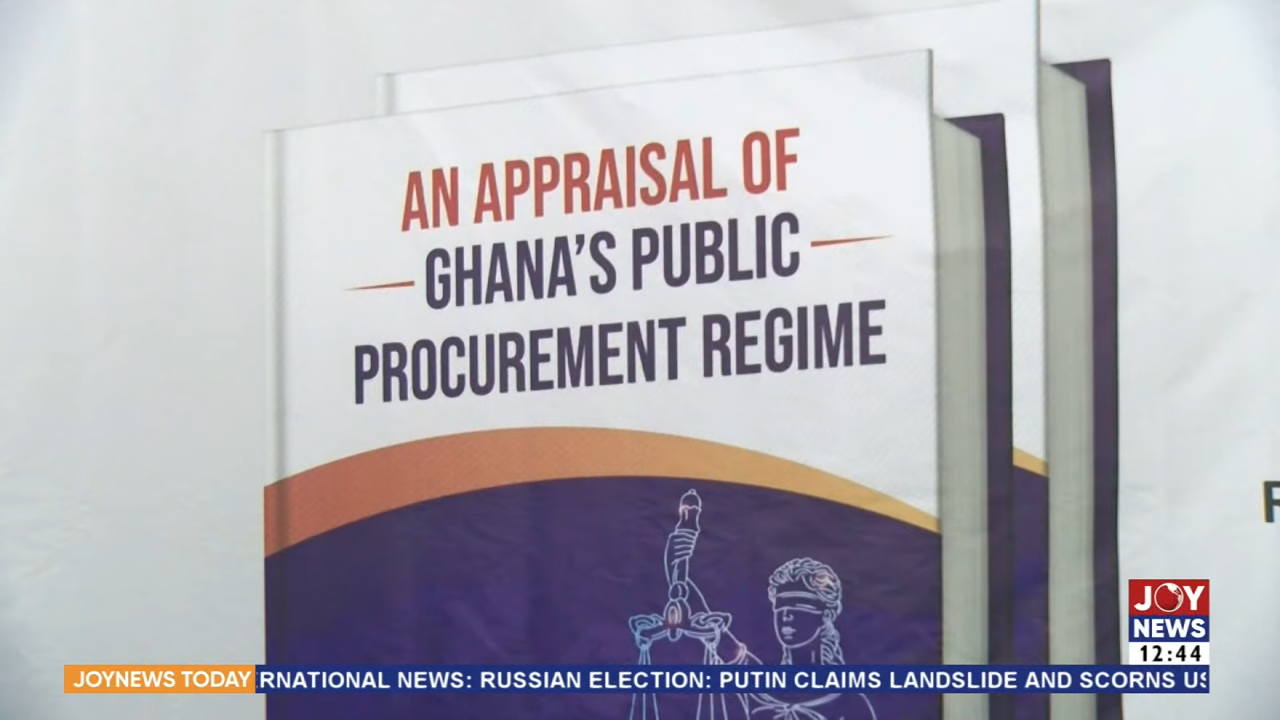 AN APPRAISAL OF
GHANA'S PUBLIC
PROCUREMENT REGIME
JOY
NEWS
12:44
JOYNEWS TODAY
RNATIONAL NEWS: RUSSIAN ELECTION: PUTIN CLAIMS LANDSLIDE AND SCORNS US